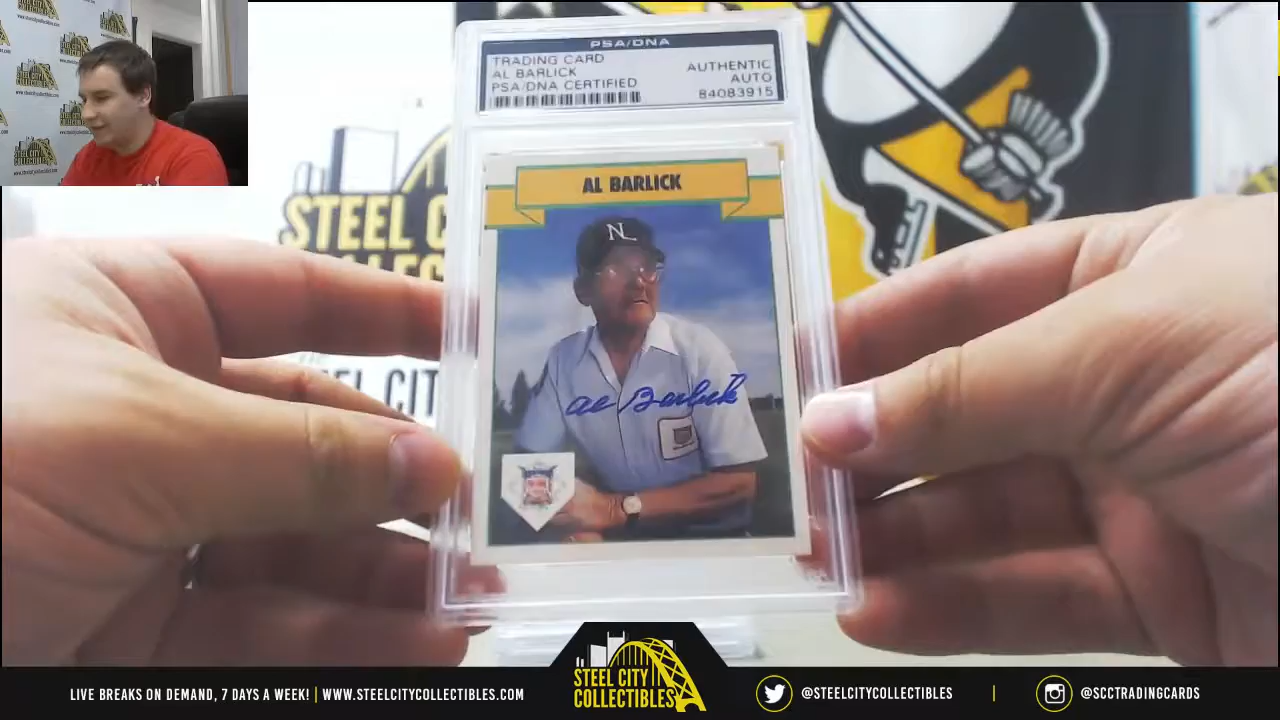 PSA/DNA
TRADING CARD
AL BARLICK
PSA/DNA CERTIFIED
AUTHENTIC
AUTO
84083915
AL BARLICK
NL
Al Barlick
STEEL C
STEEL CITY
COLLECTIBLES
LIVE BREAKS ON DEMAND, 7 DAYS A WEEK! | WWW.STEELCITYCOLLECTIBLES.COM
@STEELCITYCOLLECTIBLES | @SCCTRADINGCARDS